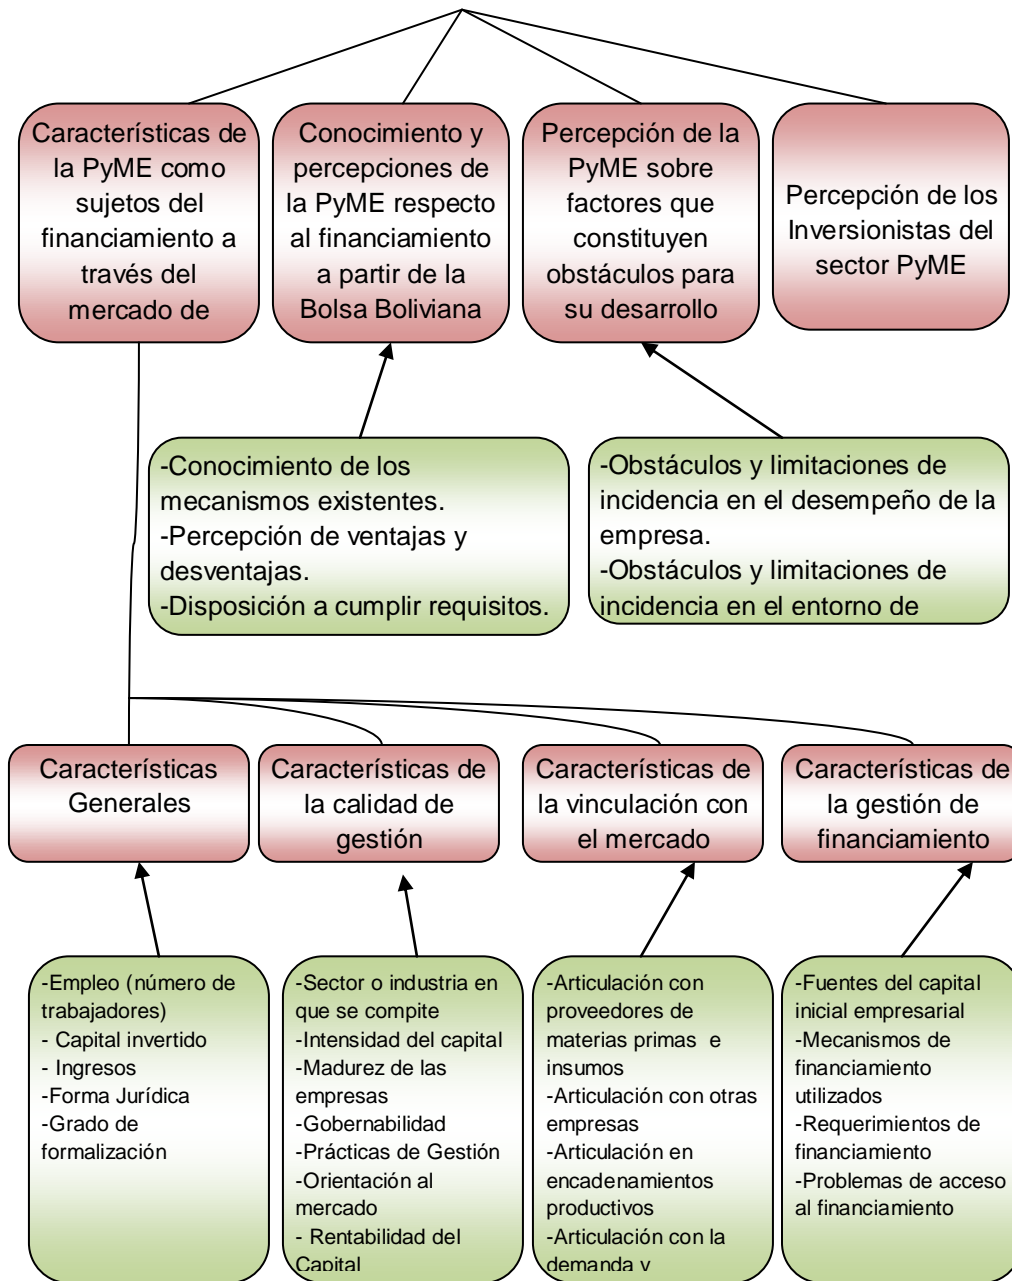 Características de
la PyME como
sujetos del
financiamiento a
través del
mercado de
Conocimiento y
percepciones de
la PyME respecto
al financiamiento
a partir de la
Bolsa Boliviana
Percepción de la
PyME sobre
factores que
constituyen
obstáculos para
su desarrollo
Percepción de los
Inversionistas del
sector PyME
-Conocimiento de los
mecanismos existentes.
-Percepción de ventajas y
desventajas.
-Disposición a cumplir requisitos.
-Obstáculos y limitaciones de
incidencia en el desempeño de la
empresa.
-Obstáculos y limitaciones de
incidencia en el entorno de
Características
Generales
Características de
la calidad de
gestión
Características de
la vinculación con
el mercado
Características de
la gestión de
financiamiento
-Empleo (número de
trabajadores)
- Capital invertido
- Ingresos
-Forma Jurídica
-Grado de
formalización
-Sector o industria en
que se compite
-Intensidad del capital
-Madurez de las
empresas
-Gobernabilidad
-Prácticas de Gestión
-Orientación al
mercado
- Rentabilidad del
Capital
-Articulación con
proveedores de
materias primas e
insumos
-Articulación con otras
empresas
-Articulación en
encadenamientos
productivos
-Articulación con la
demanda y
-Fuentes del capital
inicial empresarial
-Mecanismos de
financiamiento
utilizados
-Requerimientos de
financiamiento
-Problemas de acceso
al financiamiento